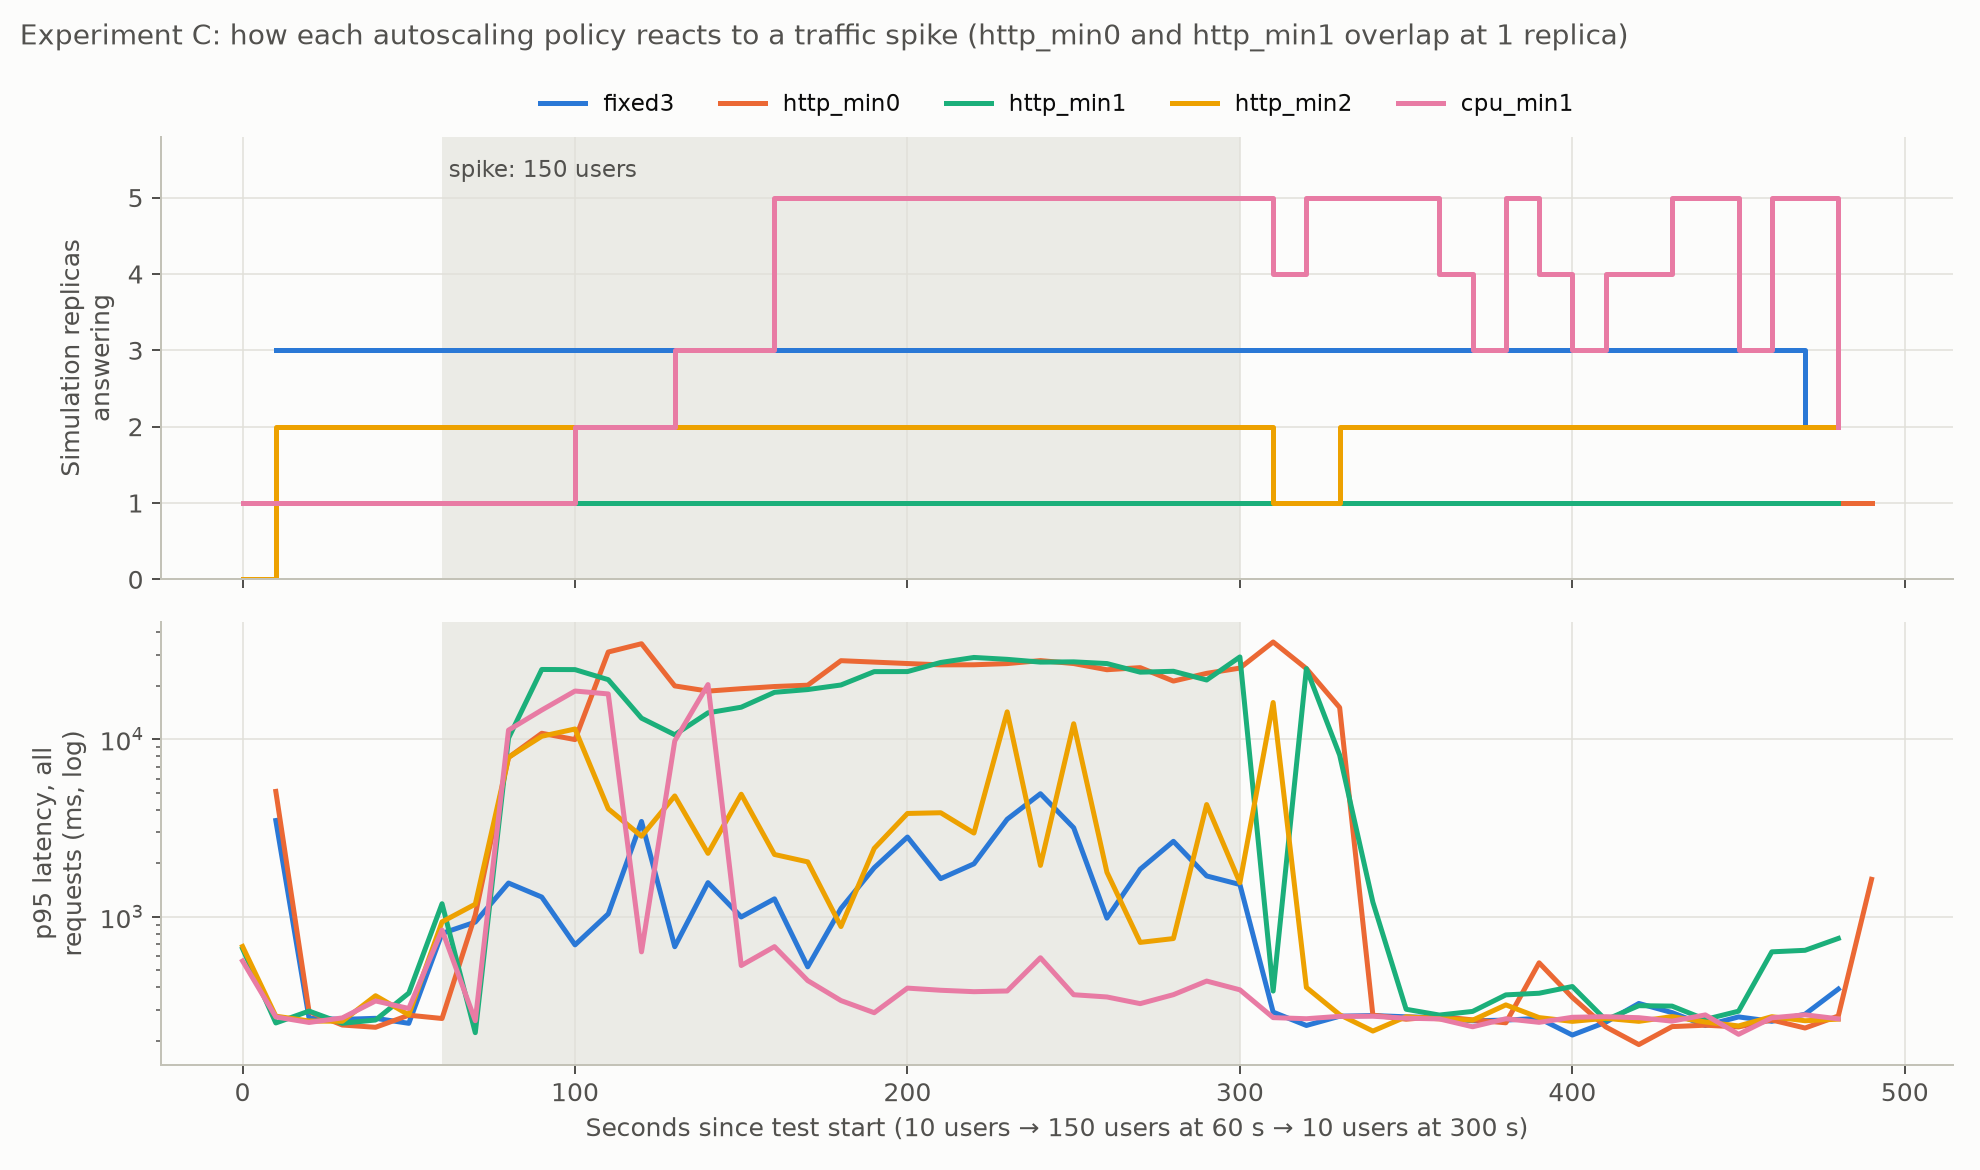 Experiment C: how each autoscaling policy reacts to a traffic spike (http_min0 and http_min1 overlap at 1 replica)
fixed3 http_min0 http_min1 http_min2 cpu_min1
spike: 150 users
Simulation replicas
answering
5
4
3
2
1
0
p95 latency, all
requests (ms, log)
10⁴
10³
0 100 200 300 400 500
Seconds since test start (10 users → 150 users at 60 s → 10 users at 300 s)